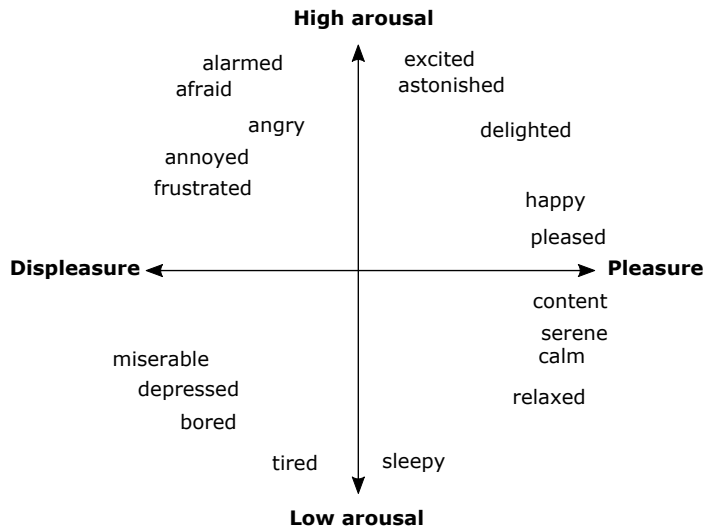 High arousal
alarmed
excited
afraid
astonished
angry
delighted
annoyed
frustrated
happy
pleased
Displeasure
Pleasure
content
serene
miserable
calm
depressed
relaxed
bored
tired
sleepy
Low arousal